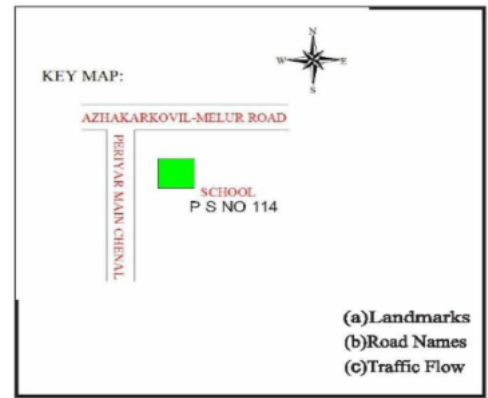 N
W E
S
KEY MAP:
AZHAKARKOVIL-MELUR ROAD
PERIYAR MAIN CHENAL
SCHOOL
P S NO 114
(a)Landmarks
(b)Road Names
(c)Traffic Flow